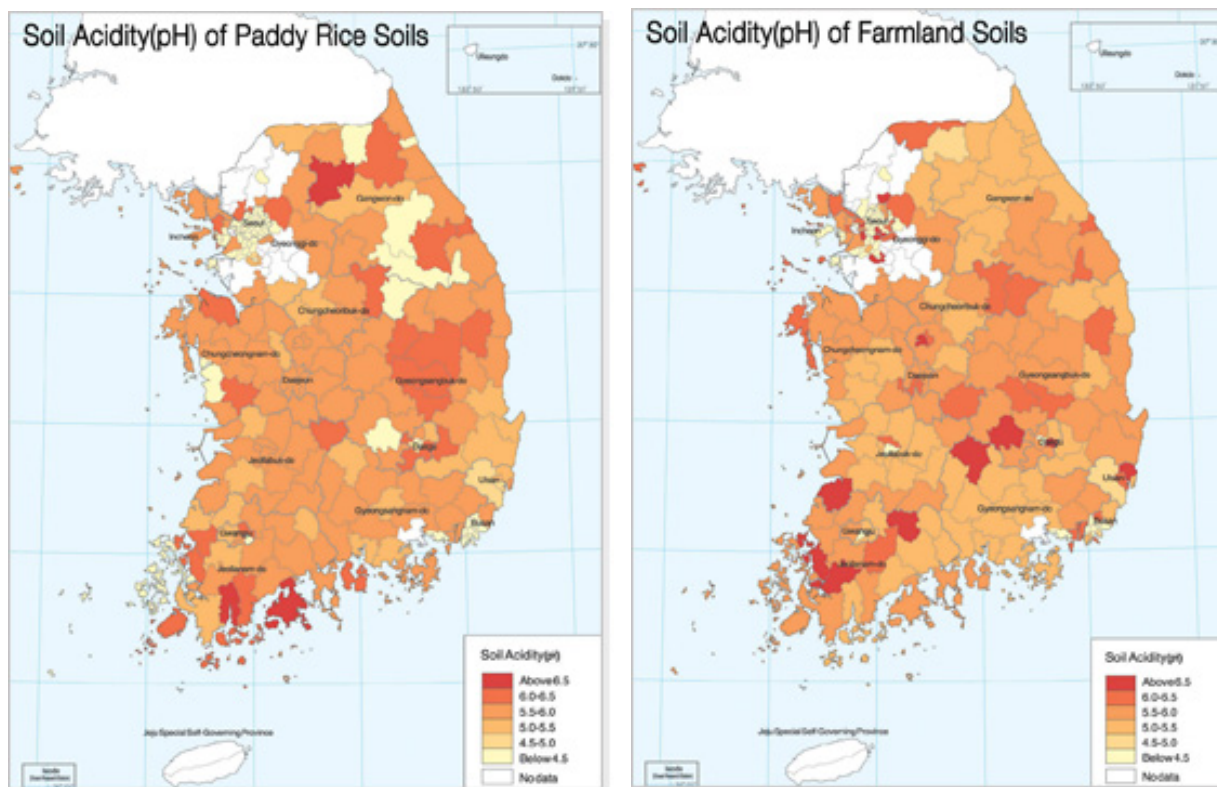 Soil Acidity(pH) of Paddy Rice Soils
Ulleungdo
Dokdo
Gangwon-do
Seoul
Incheon
Gyeonggi-do
Chungcheongbuk-do
Chungcheongnam-do
Daejeon
Gyeongsangbuk-do
Daegu
Jeollabuk-do
Ulsan
Gyeongsangnam-do
Busan
Gwangju
Jeollanam-do
Jeju Special Self-Governing Province
Soil Acidity(pH)
Above 6.5
6.0-6.5
5.5-6.0
5.0-5.5
4.5-5.0
Below 4.5
No data
Soil Acidity(pH) of Farmland Soils
Ulleungdo
Dokdo
Gangwon-do
Seoul
Incheon
Gyeonggi-do
Chungcheongbuk-do
Chungcheongnam-do
Daejeon
Gyeongsangbuk-do
Daegu
Jeollabuk-do
Ulsan
Gyeongsangnam-do
Busan
Gwangju
Jeollanam-do
Jeju Special Self-Governing Province
Soil Acidity(pH)
Above 6.5
6.0-6.5
5.5-6.0
5.0-5.5
4.5-5.0
Below 4.5
No data